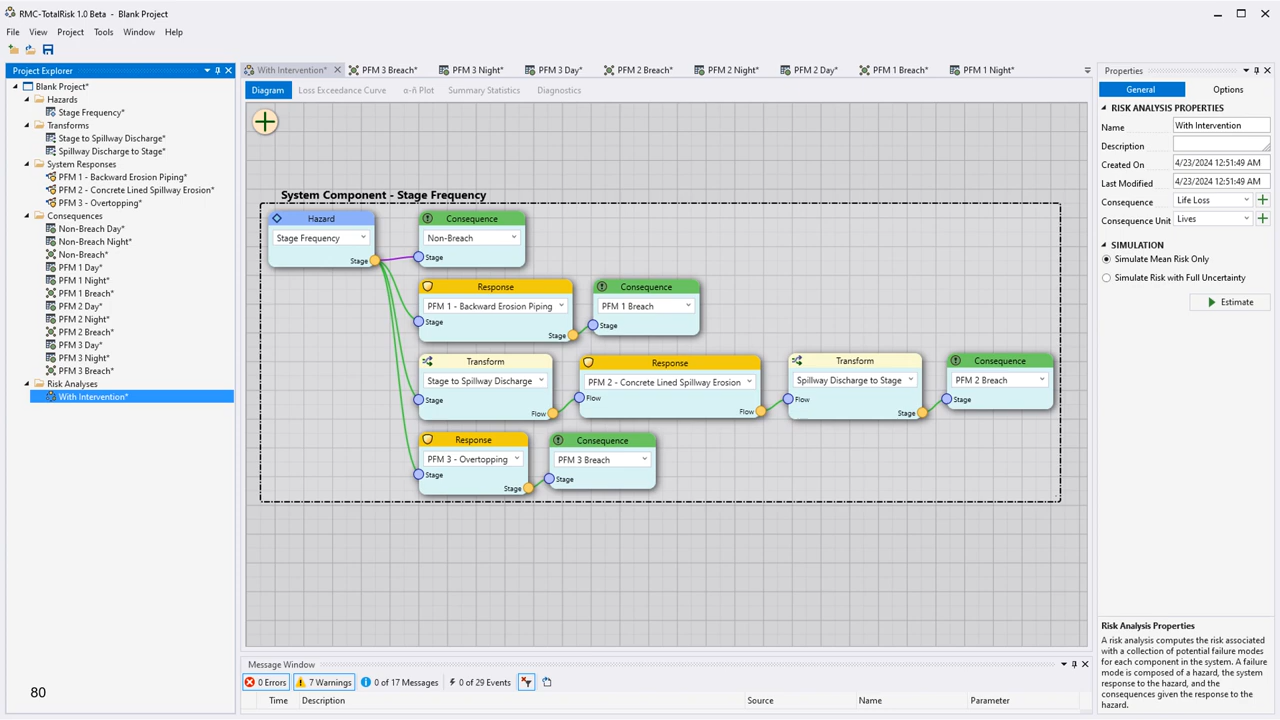 RMC-TotalRisk 1.0 Beta - Blank Project
File View Project Tools Window Help
Project Explorer
Blank Project*
Hazards
Stage Frequency*
Transforms
Stage to Spillway Discharge*
Spillway Discharge to Stage*
System Responses
PFM 1 - Backward Erosion Piping*
PFM 2 - Concrete Lined Spillway Erosion*
PFM 3 - Overtopping*
Consequences
Non-Breach Day*
Non-Breach Night*
Non-Breach*
PFM 1 Day*
PFM 1 Night*
PFM 1 Breach*
PFM 2 Day*
PFM 2 Night*
PFM 2 Breach*
PFM 3 Day*
PFM 3 Night*
PFM 3 Breach*
Risk Analyses
With Intervention*
80
With Intervention* PFM 3 Breach* PFM 3 Night* PFM 3 Day* PFM 2 Breach* PFM 2 Night* PFM 2 Day* PFM 1 Breach* PFM 1 Night*
Diagram Loss Exceedance Curve α-ñ Plot Summary Statistics Diagnostics
System Component - Stage Frequency
Hazard
Stage Frequency
Stage
Consequence
Non-Breach
Stage
Response
PFM 1 - Backward Erosion Piping
Stage
Stage
Consequence
PFM 1 Breach
Stage
Transform
Stage to Spillway Discharge
Stage
Flow
Response
PFM 2 - Concrete Lined Spillway Erosion
Flow
Flow
Transform
Spillway Discharge to Stage
Flow
Stage
Consequence
PFM 2 Breach
Stage
Response
PFM 3 - Overtopping
Stage
Stage
Consequence
PFM 3 Breach
Stage
Message Window
0 Errors 7 Warnings 0 of 17 Messages 0 of 29 Events
Time Description Source Name Parameter
Properties
General Options
RISK ANALYSIS PROPERTIES
Name With Intervention
Description
Created On 4/23/2024 12:51:49 AM
Last Modified 4/23/2024 12:51:49 AM
Consequence Life Loss
Consequence Unit Lives
SIMULATION
Simulate Mean Risk Only
Simulate Risk with Full Uncertainty
Estimate
Risk Analysis Properties
A risk analysis computes the risk associated
with a collection of potential failure modes
for each component in the system. A failure
mode is composed of a hazard, the system
response to the hazard, and the
consequences given the response to the
hazard.